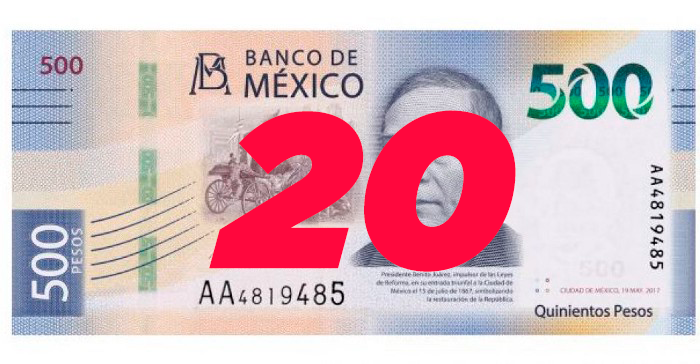 500
BANCO DE
MÉXICO
500
20
AA4819485
500
PESOS
AA4819485
Presidente Benito Juárez, impulsor de las Leyes
de Reforma, en su entrada triunfal a la Ciudad de
México el 15 de julio de 1867, simbolizando
la restauración de la República.
500
CIUDAD DE MÉXICO, 19 MAY. 2017
Quinientos Pesos